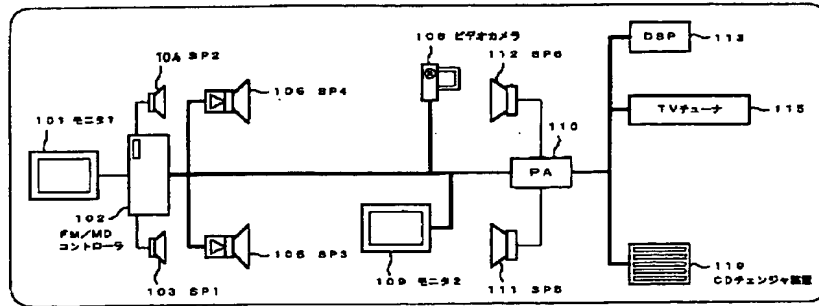 104 SP2
106 SP4
108 ビデオカメラ
112 SP6
DSP
113
101 モニタ1
110
TVチューナ
115
PA
102
FM/MD
コントローラ
103 SP1
105 SP3
109 モニタ2
111 SP5
119
CDチェンジャ装置